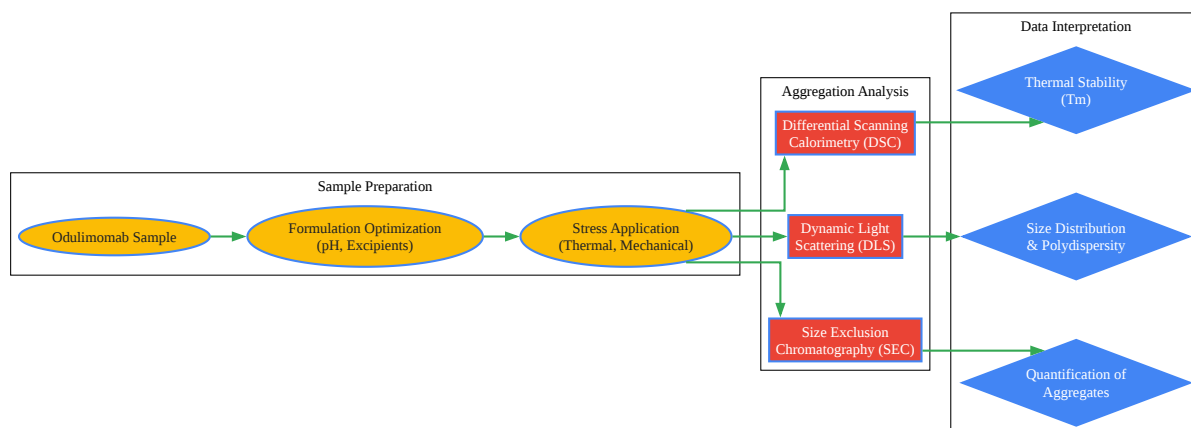 Sample Preparation
Odulimomab Sample
Formulation Optimization
(pH, Excipients)
Stress Application
(Thermal, Mechanical)
Aggregation Analysis
Differential Scanning
Calorimetry (DSC)
Dynamic Light
Scattering (DLS)
Size Exclusion
Chromatography (SEC)
Data Interpretation
Thermal Stability
(Tm)
Size Distribution
& Polydispersity
Quantification of
Aggregates